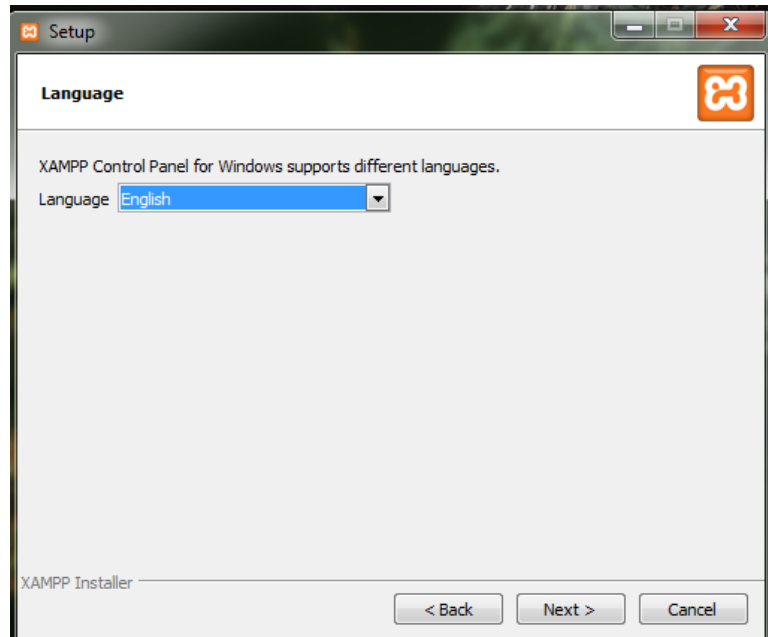 Setup
Language
XAMPP Control Panel for Windows supports different languages.
Language English
XAMPP Installer
< Back Next > Cancel